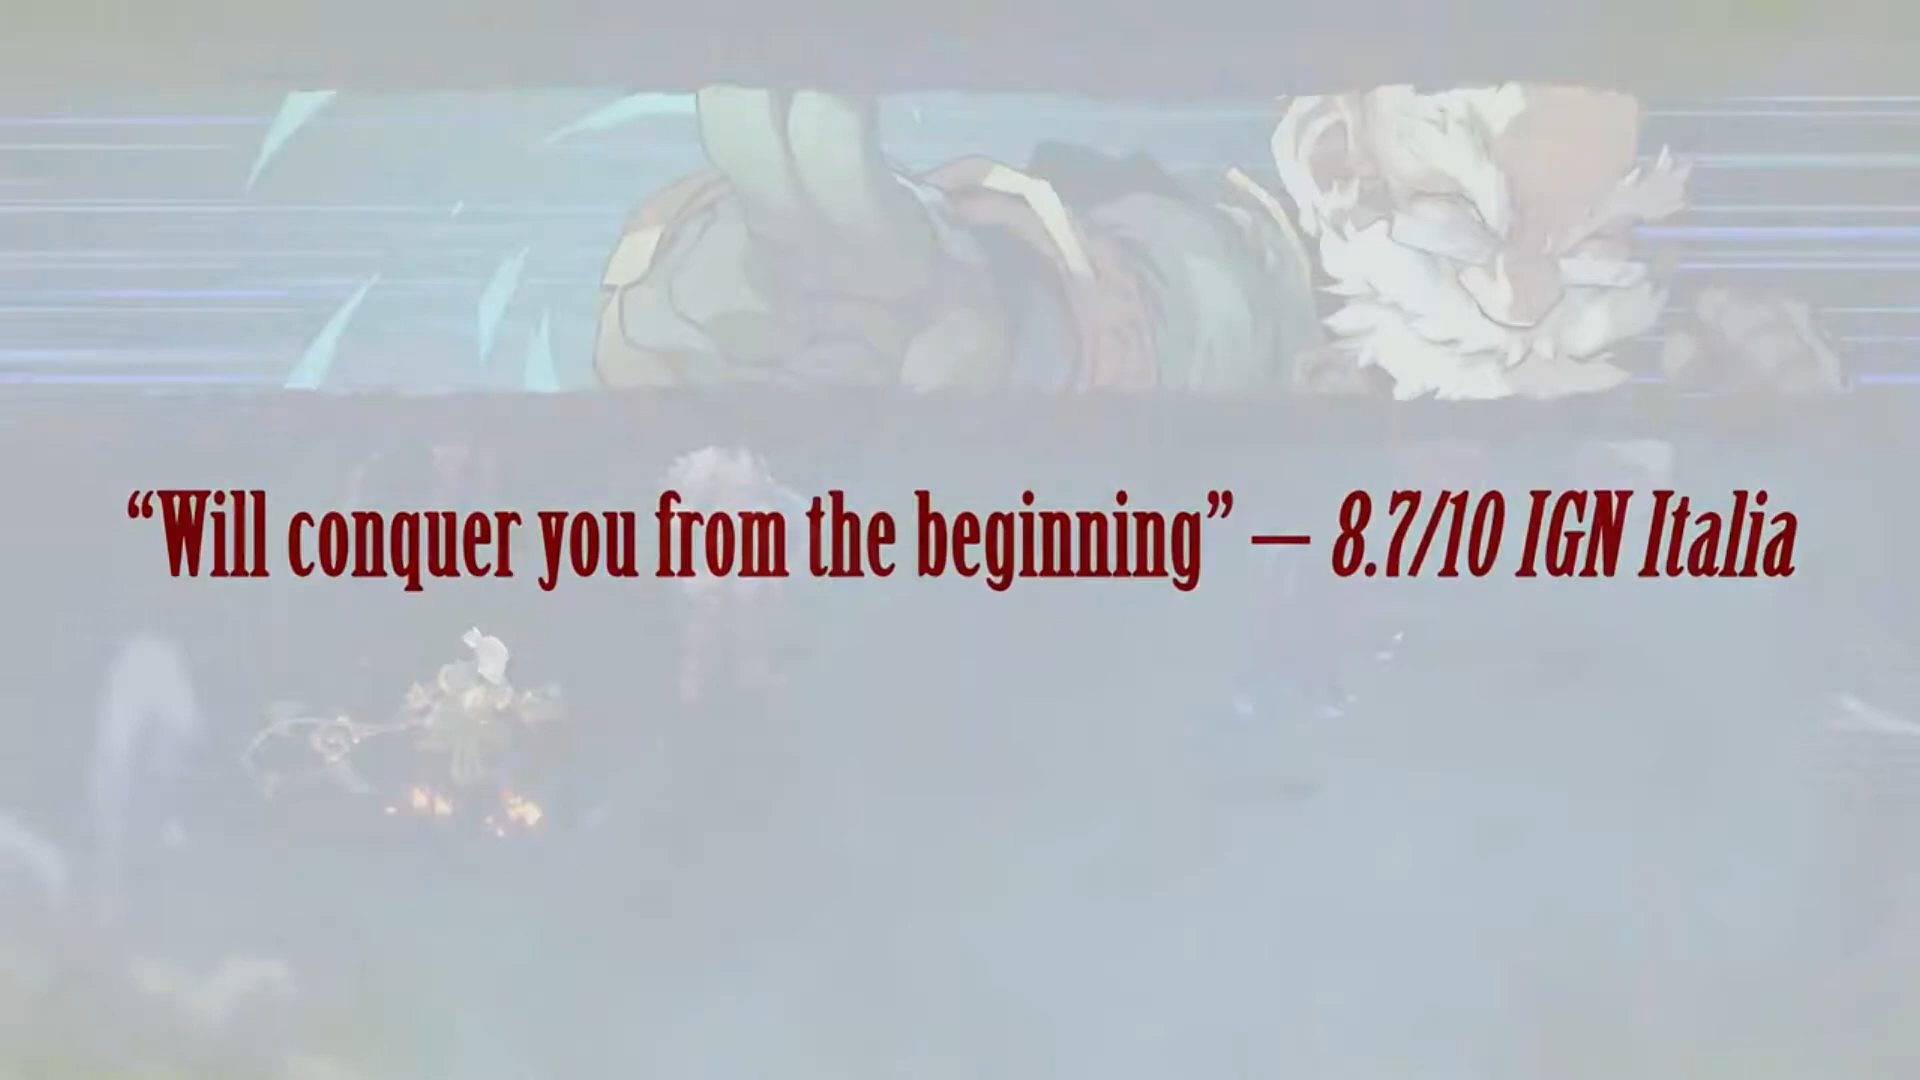 “Will conquer you from the beginning” — 8.7/10 IGN Italia